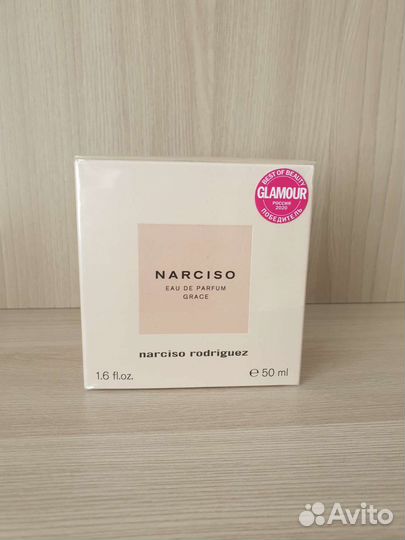 BEST OF BEAUTY
GLAMOUR
РОССИЯ
2020
ПОБЕДИТЕЛЬ
NARCISO
EAU DE PARFUM
GRACE
narciso rodriguez
1.6 fl.oz.
e 50 ml
Avito